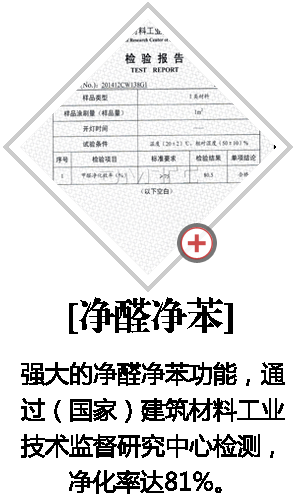 料工业
Research Center of
检验报告
TEST REPORT
(No.): 201412CW138G1
样品类型 I类材料
样品涂刷量（样品量） 1m²
开灯时间
试验条件 温度（20±2）℃，相对湿度（50±10）%
序号 检验项目 标准要求 检验结果 单项结论
1 甲醛净化效率（%） ≥75 80.5 合格
（以下空白）
[净醛净苯]
强大的净醛净苯功能，通
过（国家）建筑材料工业
技术监督研究中心检测，
净化率达81%。